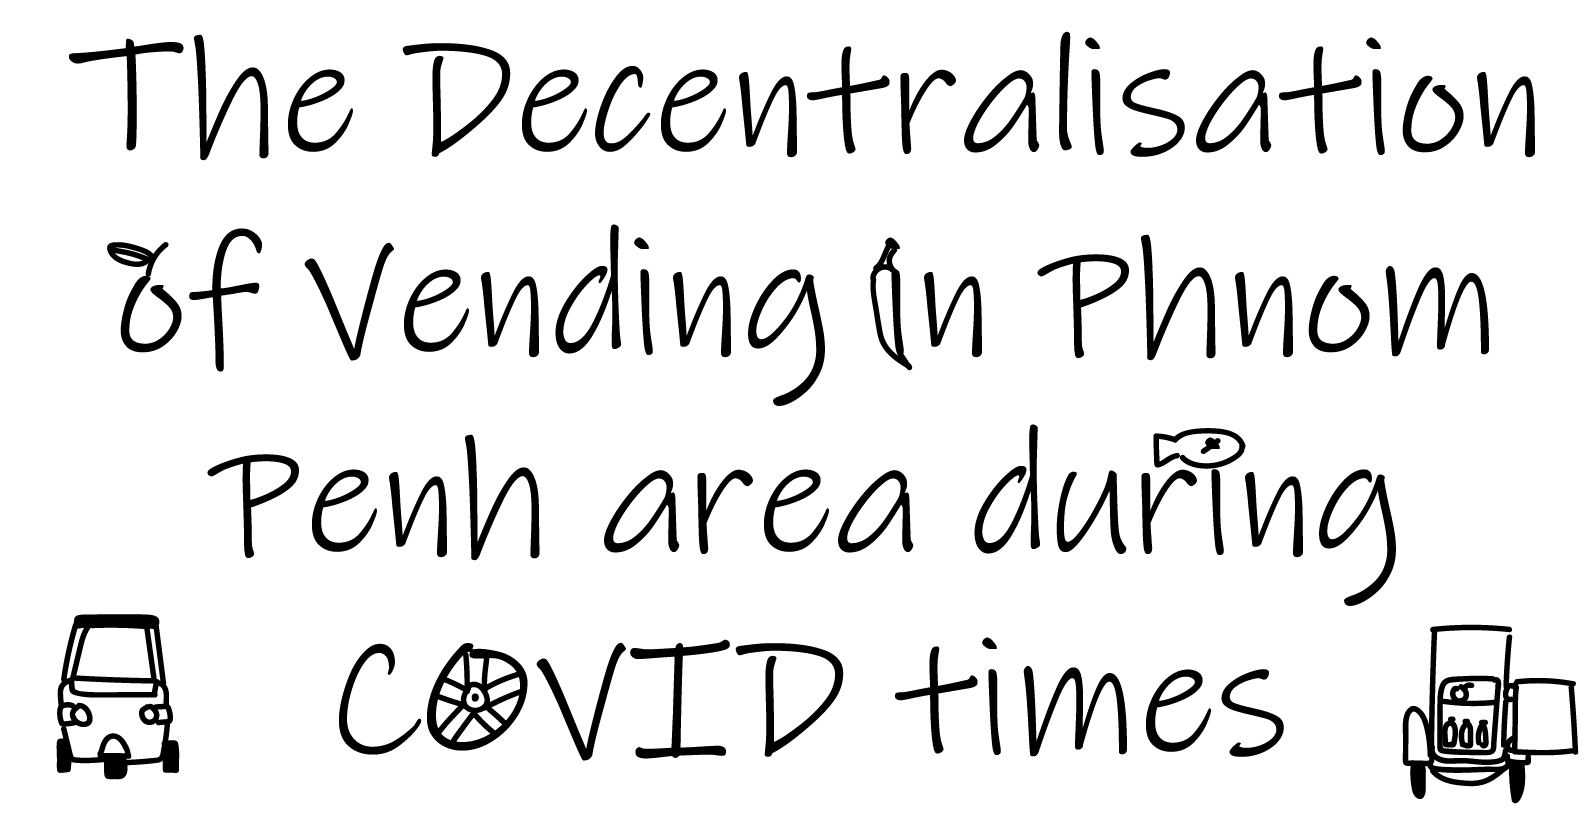 The Decentralisation
of Vending in Phnom
Penh area during
COVID times